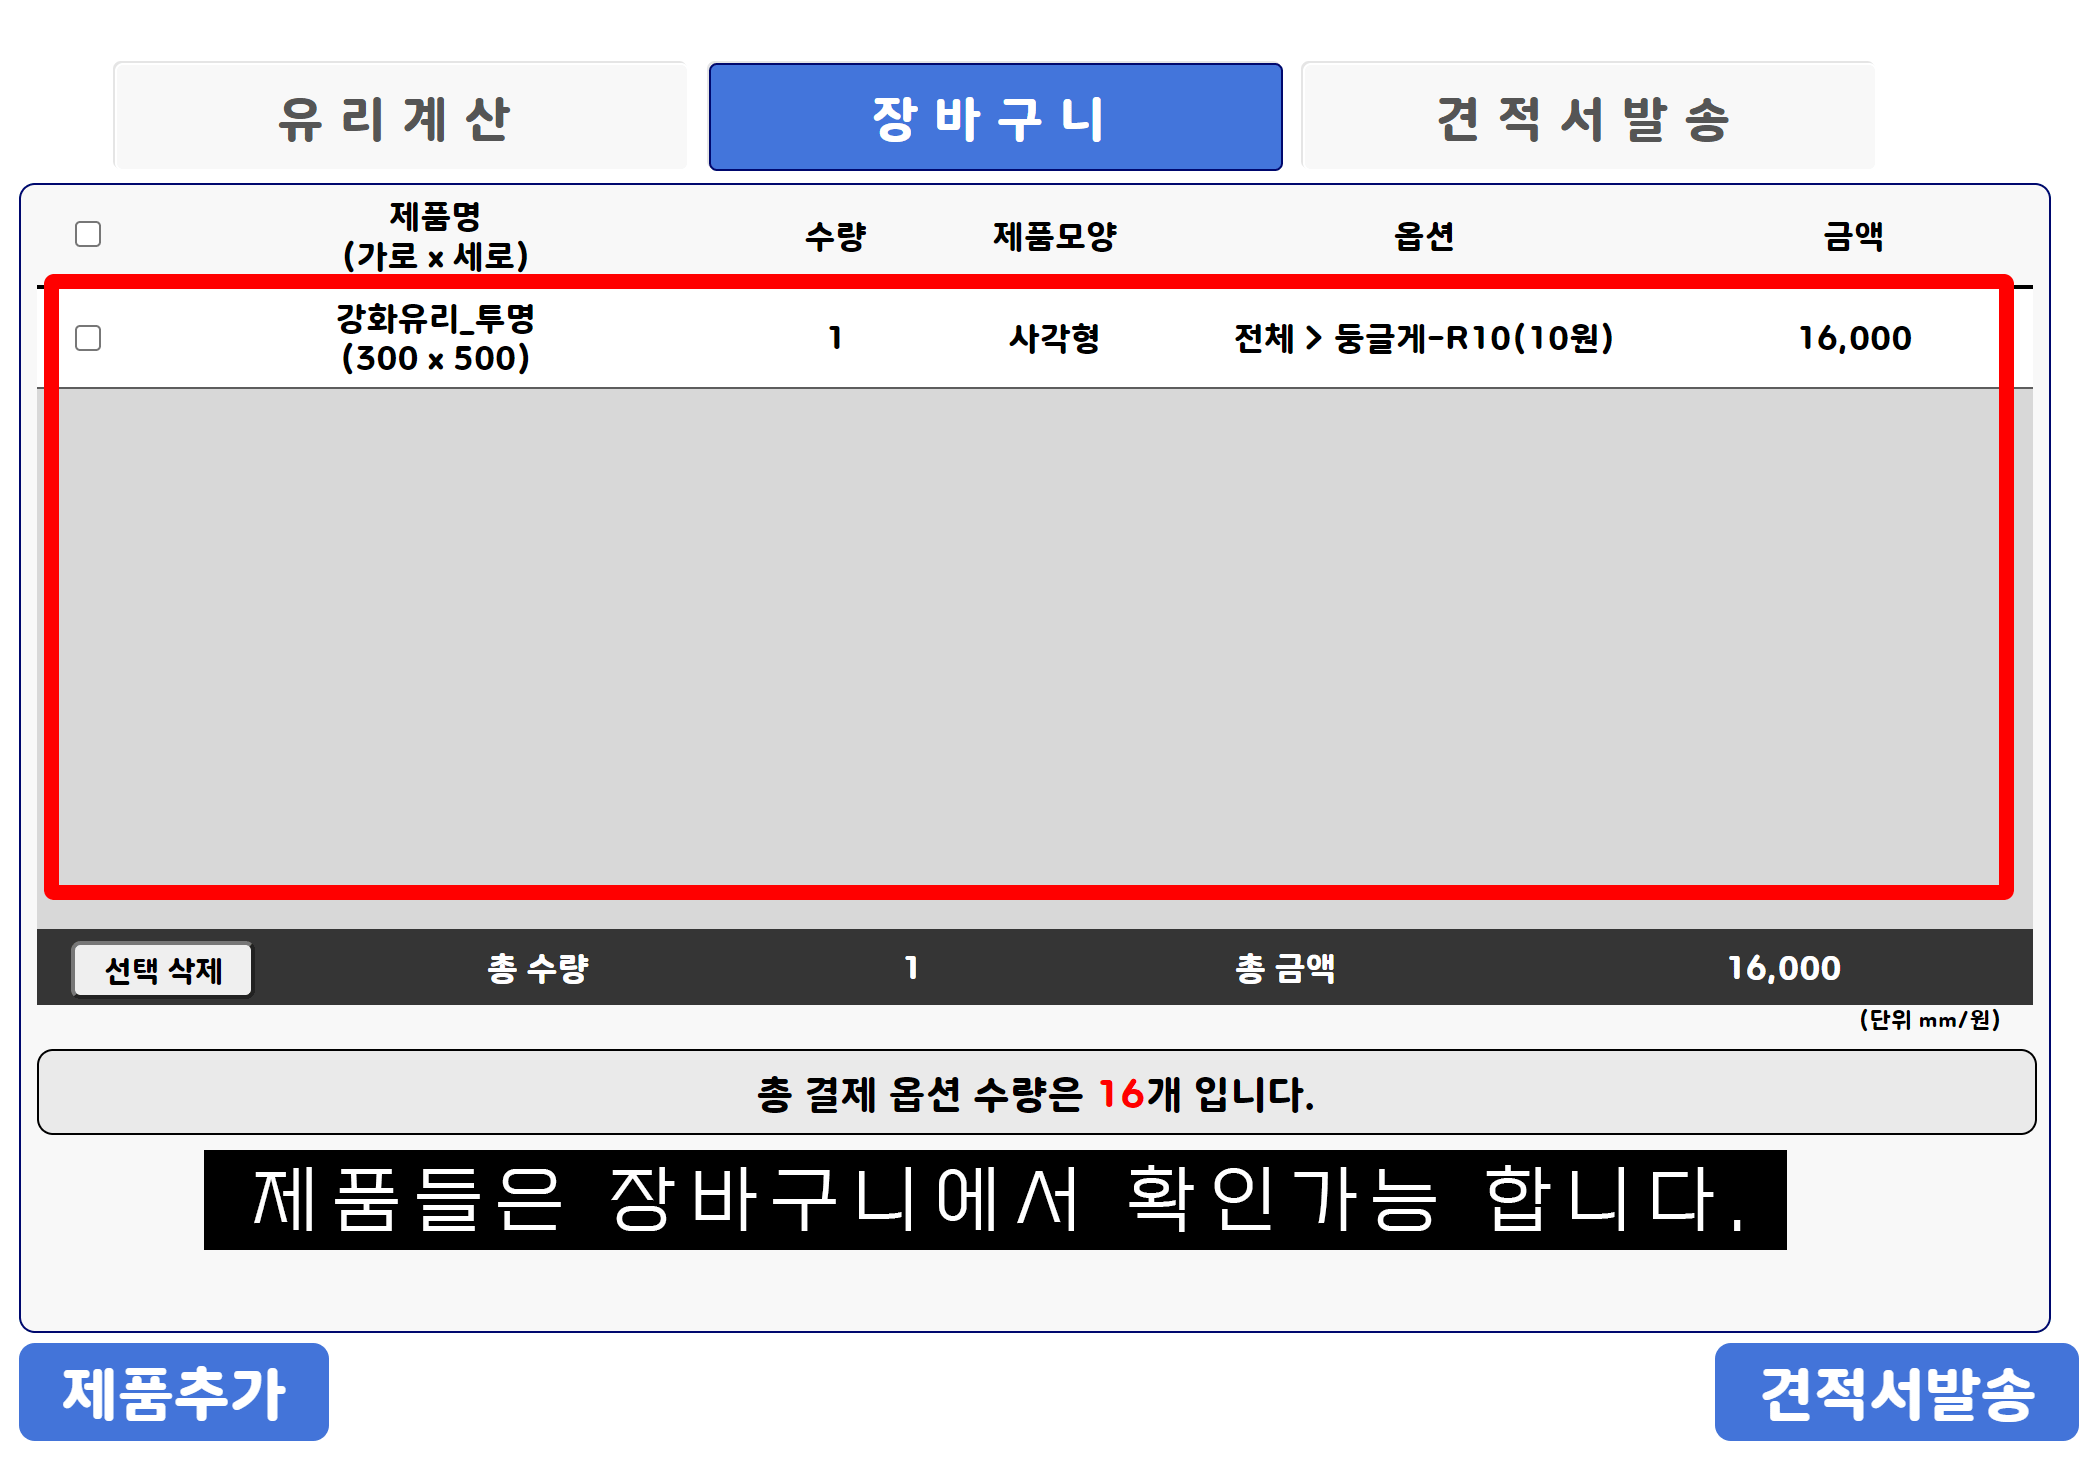 유리계산 장바구니 견적서발송
제품명
(가로 x 세로)
수량 제품모양 옵션 금액
강화유리_투명
(300 x 500)
1 사각형 전체 > 둥글게-R10(10원) 16,000
선택 삭제 총 수량 1 총 금액 16,000
(단위 mm/원)
총 결제 옵션 수량은 16개 입니다.
제품들은 장바구니에서 확인가능 합니다.
제품추가 견적서발송